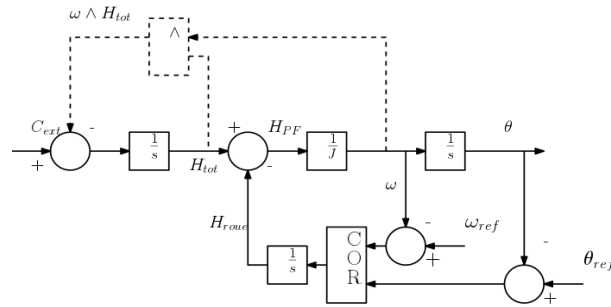 ω ∧ H_tot
∧
C_ext
-
+
1/s
H_tot
+
-
H_PF
1/J
ω
1/s
θ
H_roue
1/s
C
O
R
-
+
ω_ref
-
+
θ_ref